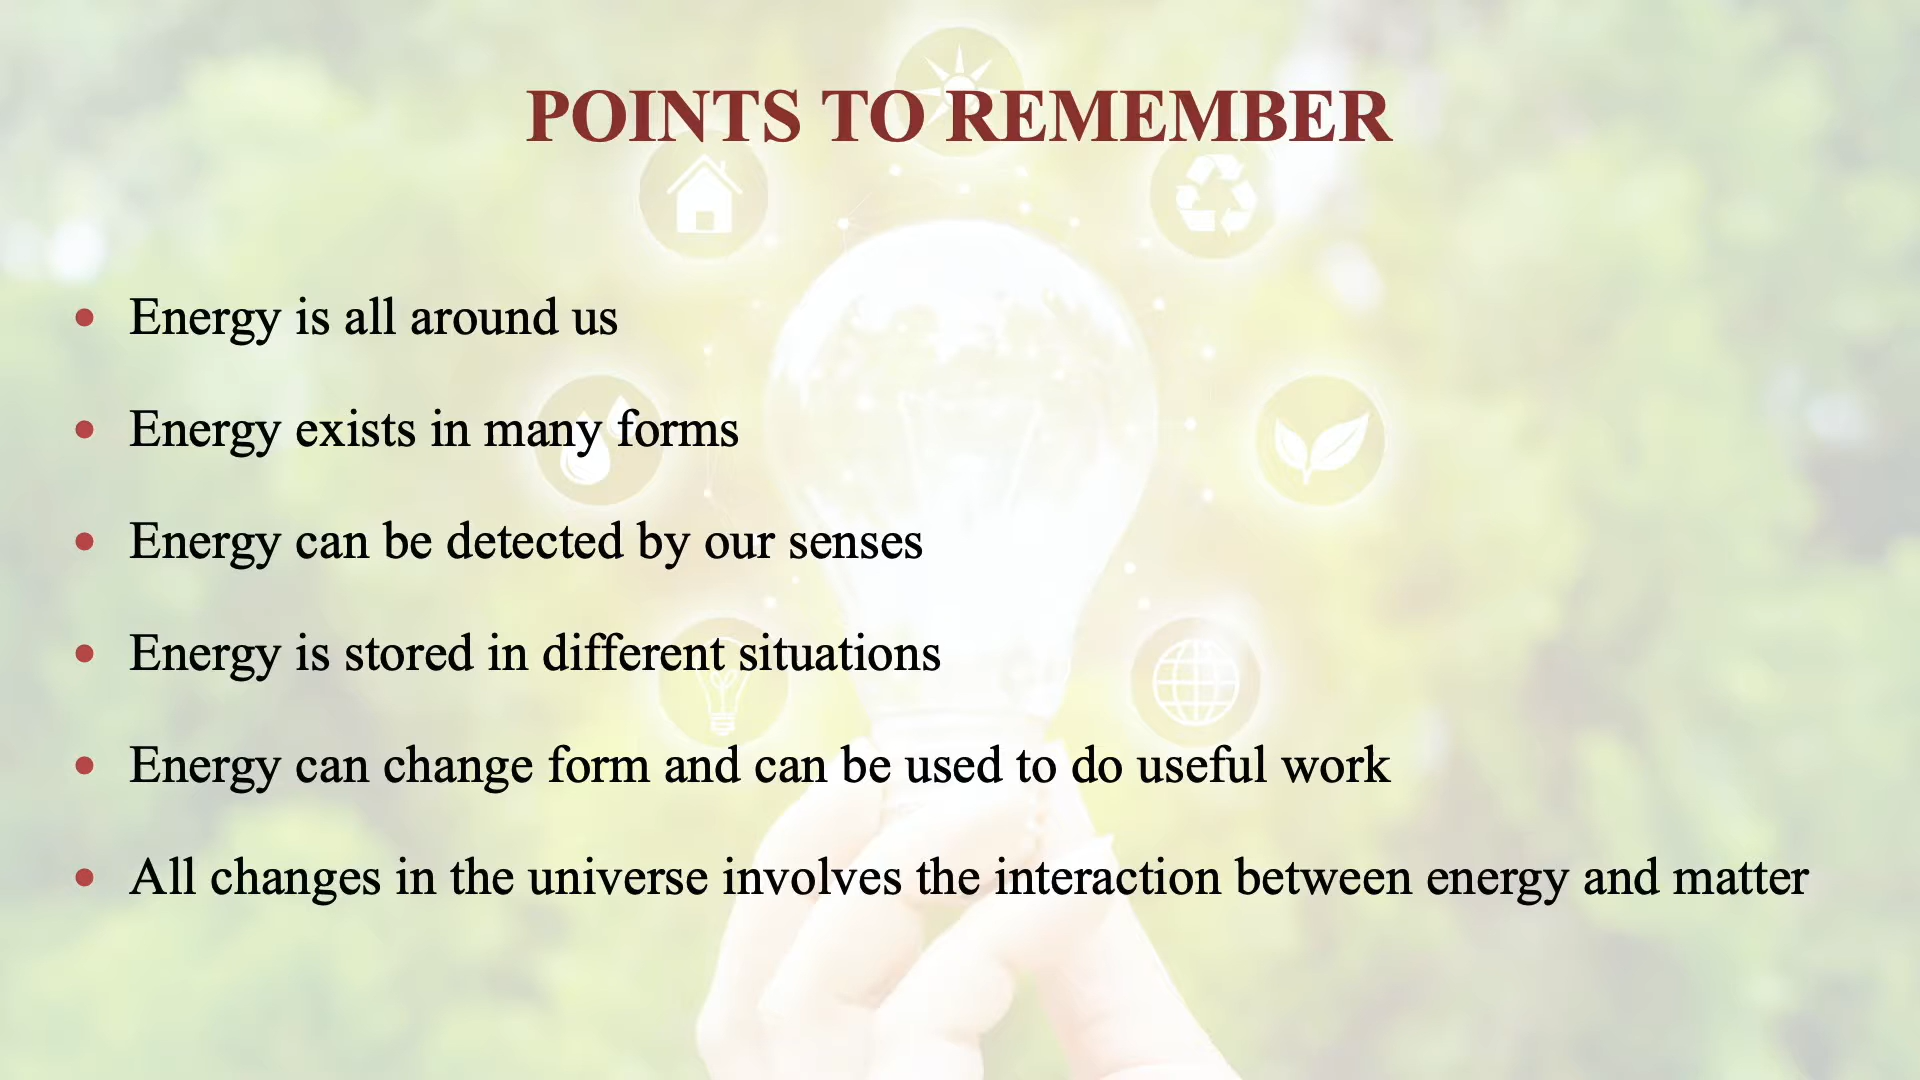 POINTS TO REMEMBER
• Energy is all around us
• Energy exists in many forms
• Energy can be detected by our senses
• Energy is stored in different situations
• Energy can change form and can be used to do useful work
• All changes in the universe involves the interaction between energy and matter